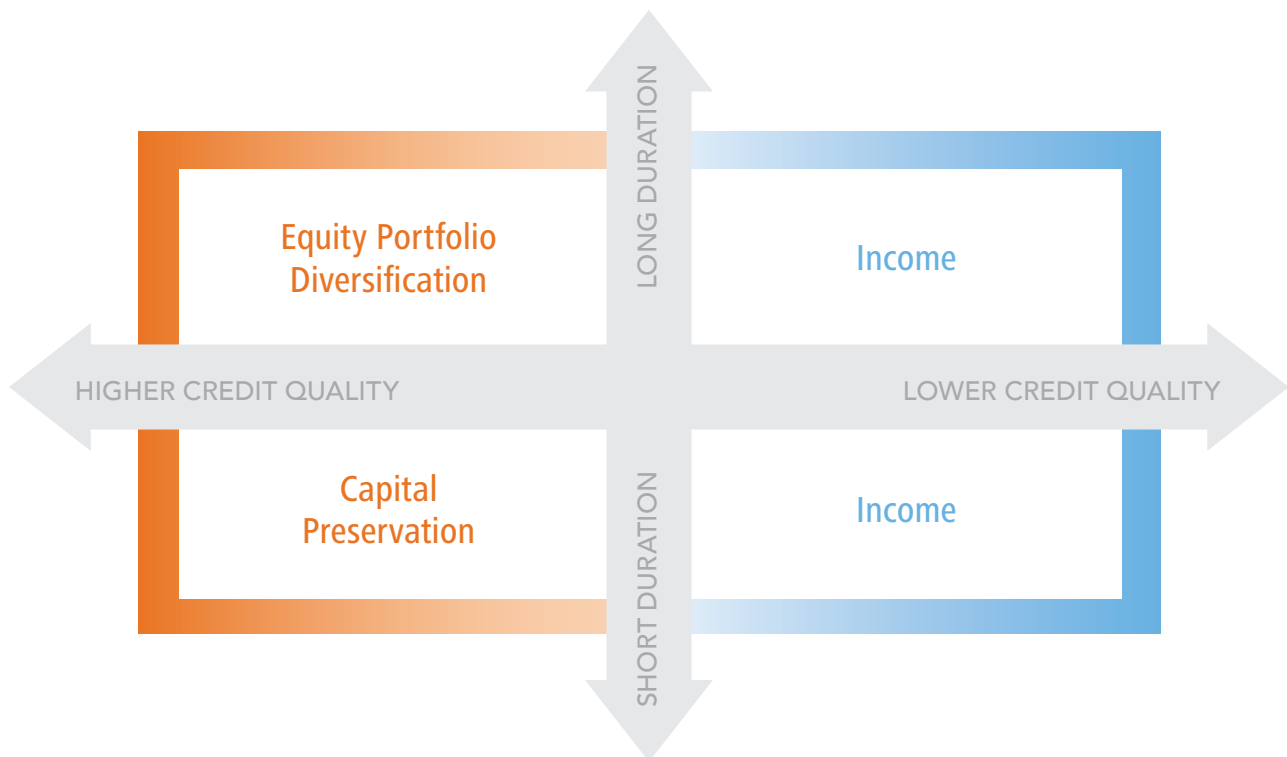 LONG DURATION
Equity Portfolio
Diversification
Income
HIGHER CREDIT QUALITY
LOWER CREDIT QUALITY
Capital
Preservation
Income
SHORT DURATION